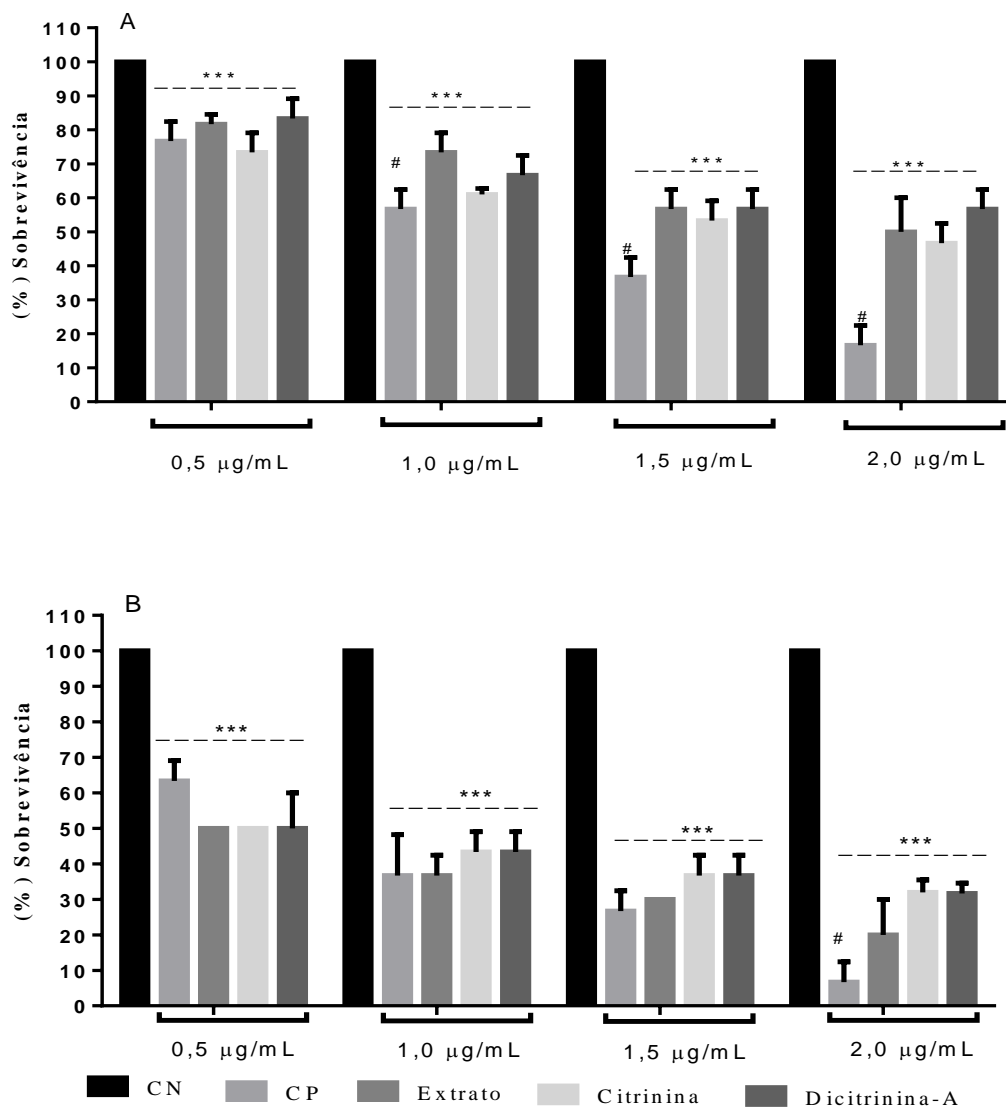 A
110
100
90
80
70
60
50
40
30
20
10
0
(%) Sobrevivência
***
***
***
***
#
#
#
0,5 µg/mL
1,0 µg/mL
1,5 µg/mL
2,0 µg/mL
B
110
100
90
80
70
60
50
40
30
20
10
0
(%) Sobrevivência
***
***
***
***
#
0,5 µg/mL
1,0 µg/mL
1,5 µg/mL
2,0 µg/mL
CN
CP
Extrato
Citrinina
Dicitrinina-A